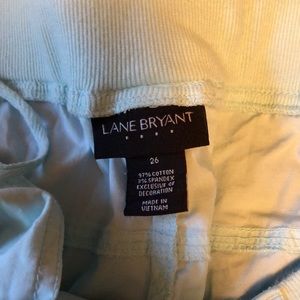 LANE BRYANT
26
97% COTTON
3% SPANDEX
EXCLUSIVE OF
DECORATION
MADE IN
VIETNAM